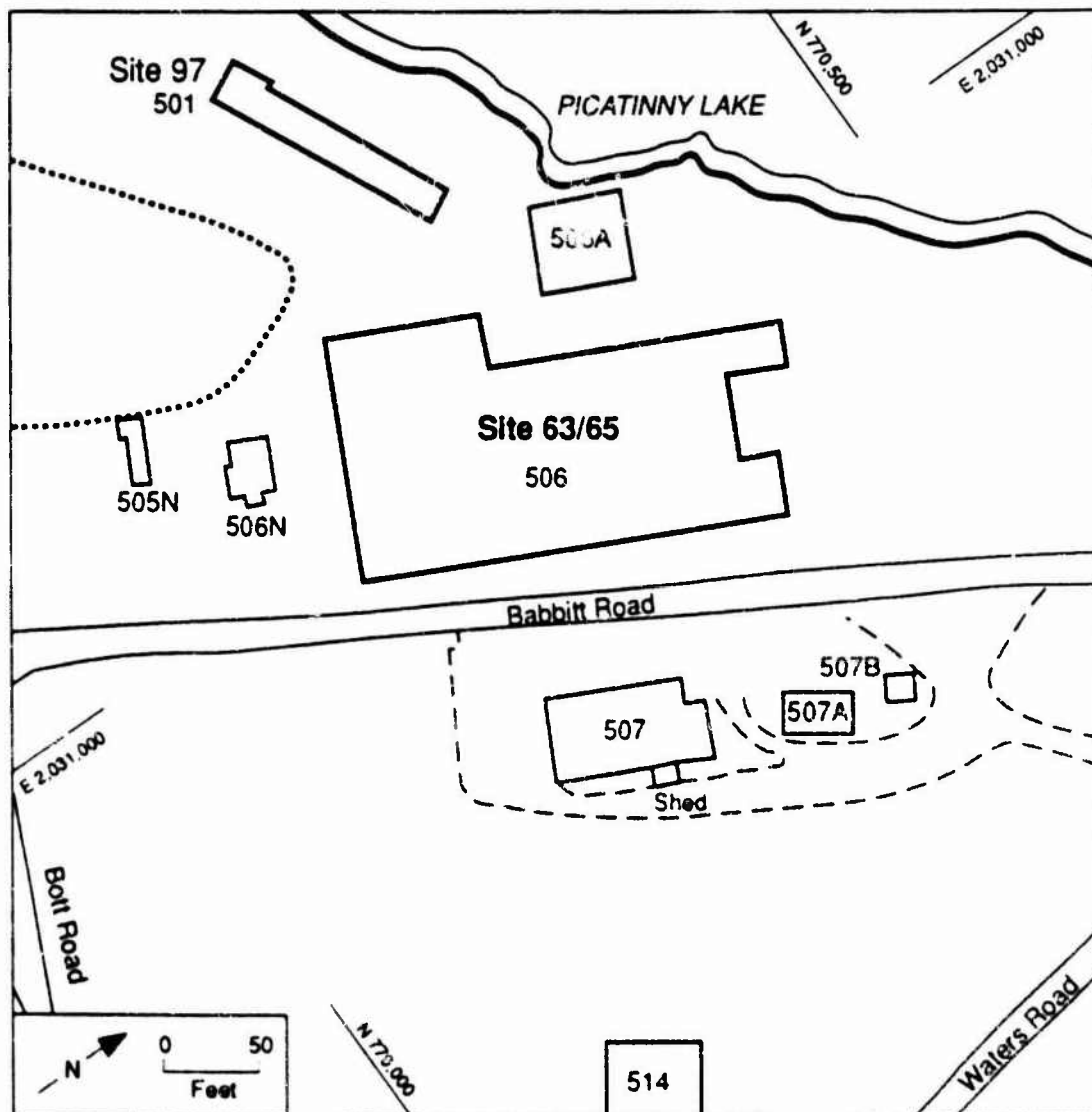 N 770,500
E 2,031,000
Site 97
501
PICATINNY LAKE
Site 63/65
506
505N
506N
Babbitt Road
507B
507A
507
Shed
E 2,031,000
Bott Road
Waters Road
N 770,000
514
N
0 50
Feet